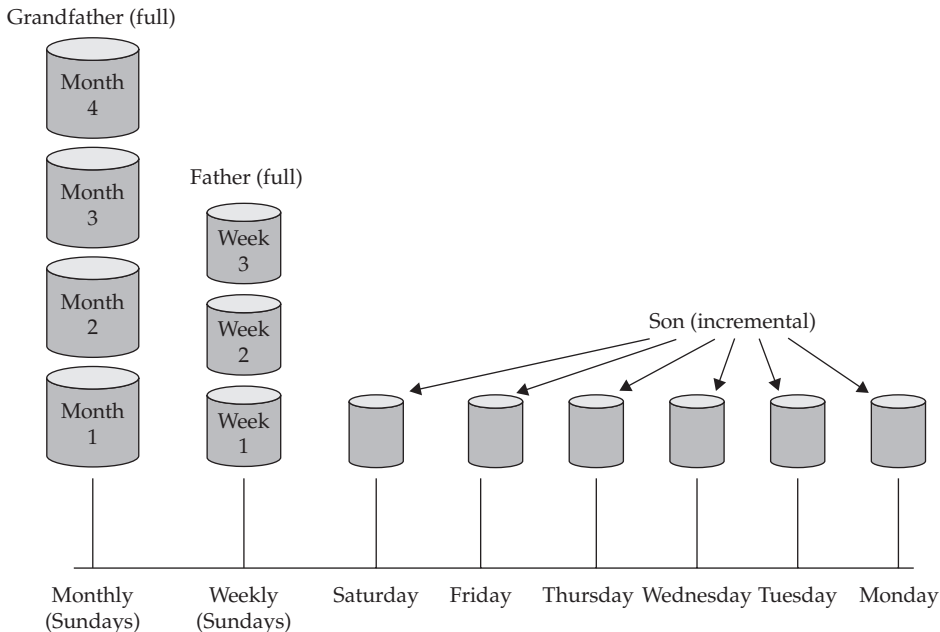 Grandfather (full)
Month
4
Month
3
Month
2
Month
1
Father (full)
Week
3
Week
2
Week
1
Son (incremental)
Monthly
(Sundays)
Weekly
(Sundays)
Saturday
Friday
Thursday
Wednesday
Tuesday
Monday